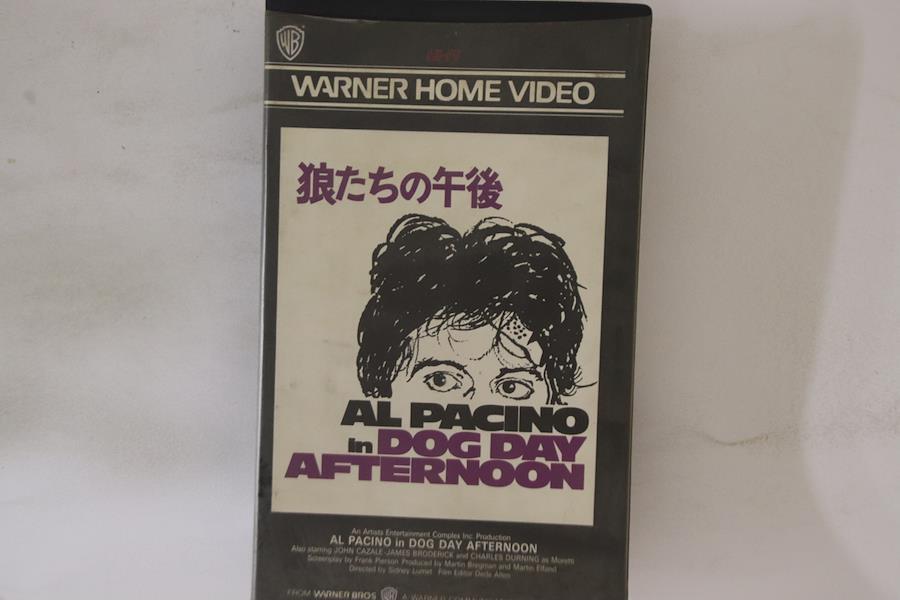 WB
WARNER HOME VIDEO
狼たちの午後
AL PACINO
in DOG DAY
AFTERNOON
An Artists Entertainment Complex Inc. Production
AL PACINO in DOG DAY AFTERNOON
Also starring JOHN CAZALE·JAMES BRODERICK and CHARLES DURNING as Moretti
Screenplay by Frank Pierson Produced by Martin Bregman and Martin Elfand
Directed by Sidney Lumet Film Editor Dede Allen
FROM WARNER BROS A WARNER